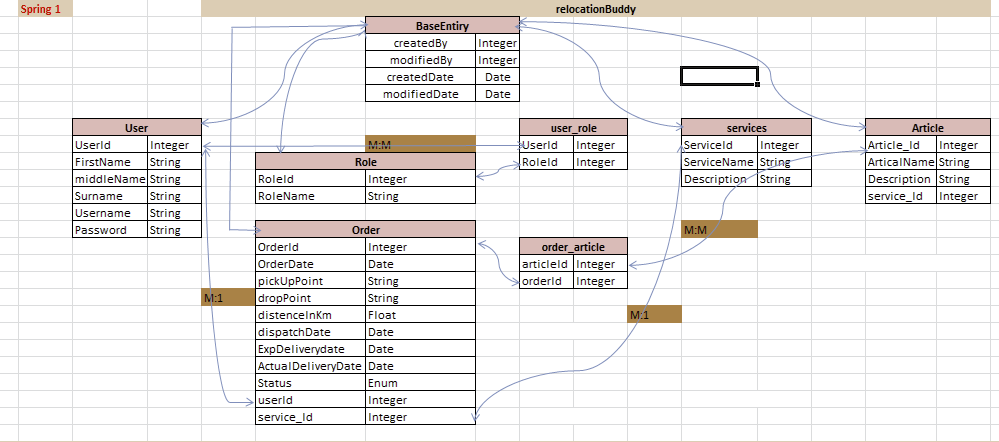 Spring 1
relocationBuddy
BaseEntiry
createdBy Integer
modifiedBy Integer
createdDate Date
modifiedDate Date
User
UserId Integer
FirstName String
middleName String
Surname String
Username String
Password String
M:M
Role
RoleId Integer
RoleName String
user_role
UserId Integer
RoleId Integer
services
ServiceId Integer
ServiceName String
Description String
Article
Article_Id Integer
ArticalName String
Description String
service_Id Integer
M:M
Order
OrderId Integer
OrderDate Date
pickUpPoint String
dropPoint String
distenceInKm Float
dispatchDate Date
ExpDeliverydate Date
ActualDeliveryDate Date
Status Enum
userId Integer
service_Id Integer
order_article
articleId Integer
orderId Integer
M:1
M:1